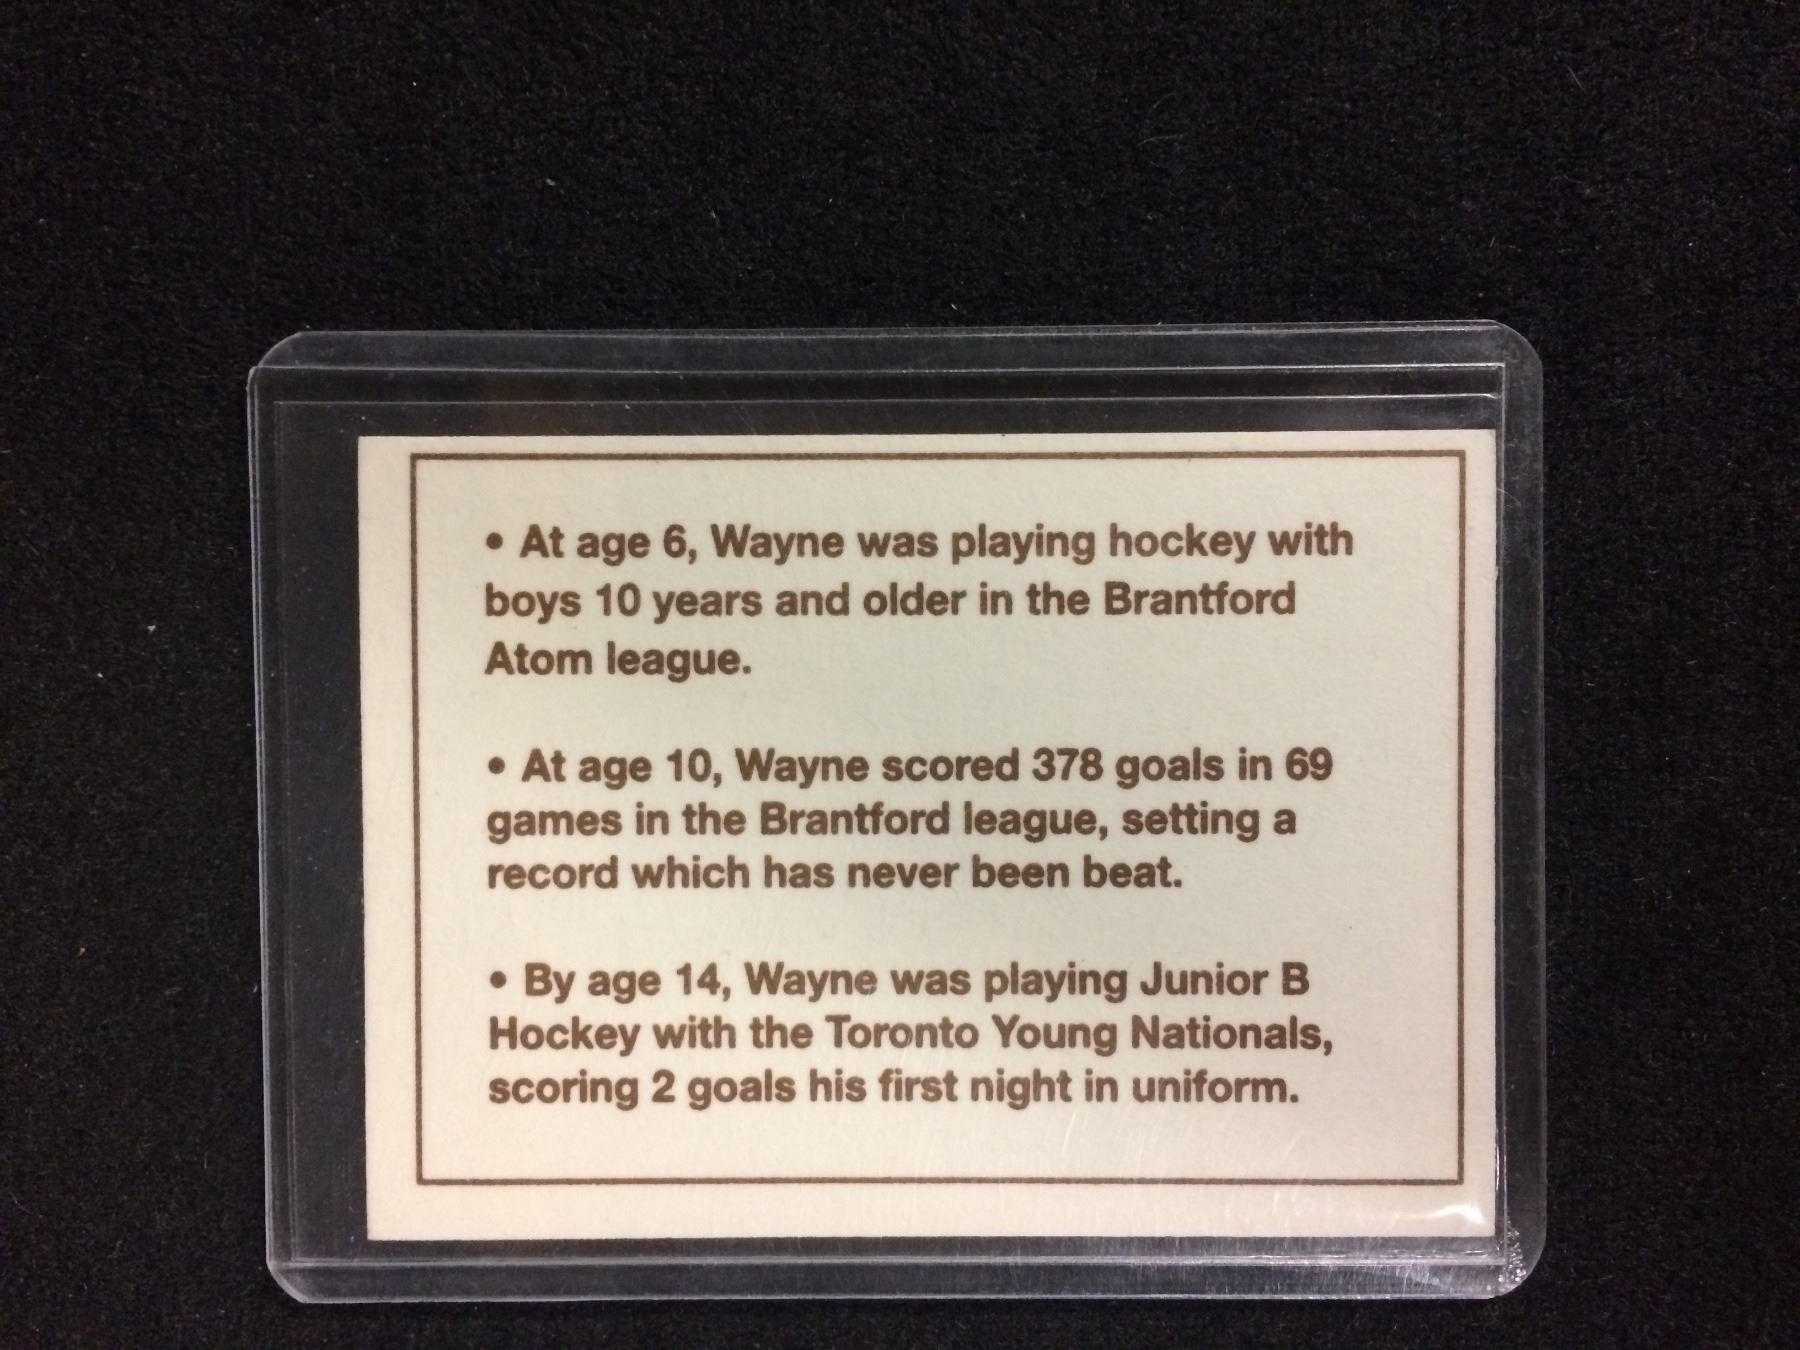 • At age 6, Wayne was playing hockey with
boys 10 years and older in the Brantford
Atom league.
• At age 10, Wayne scored 378 goals in 69
games in the Brantford league, setting a
record which has never been beat.
• By age 14, Wayne was playing Junior B
Hockey with the Toronto Young Nationals,
scoring 2 goals his first night in uniform.